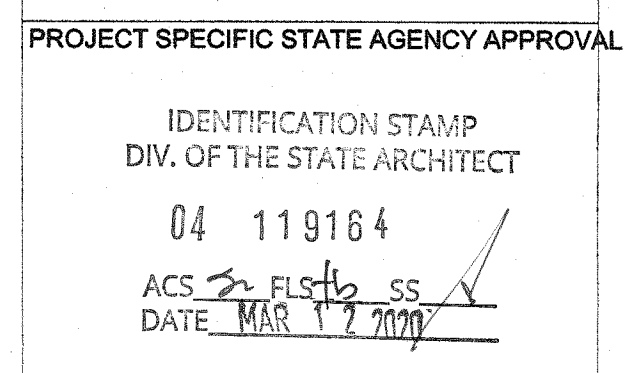 PROJECT SPECIFIC STATE AGENCY APPROVAL
IDENTIFICATION STAMP
DIV. OF THE STATE ARCHITECT
04 119164
ACS FLS SS
DATE MAR 12 2020